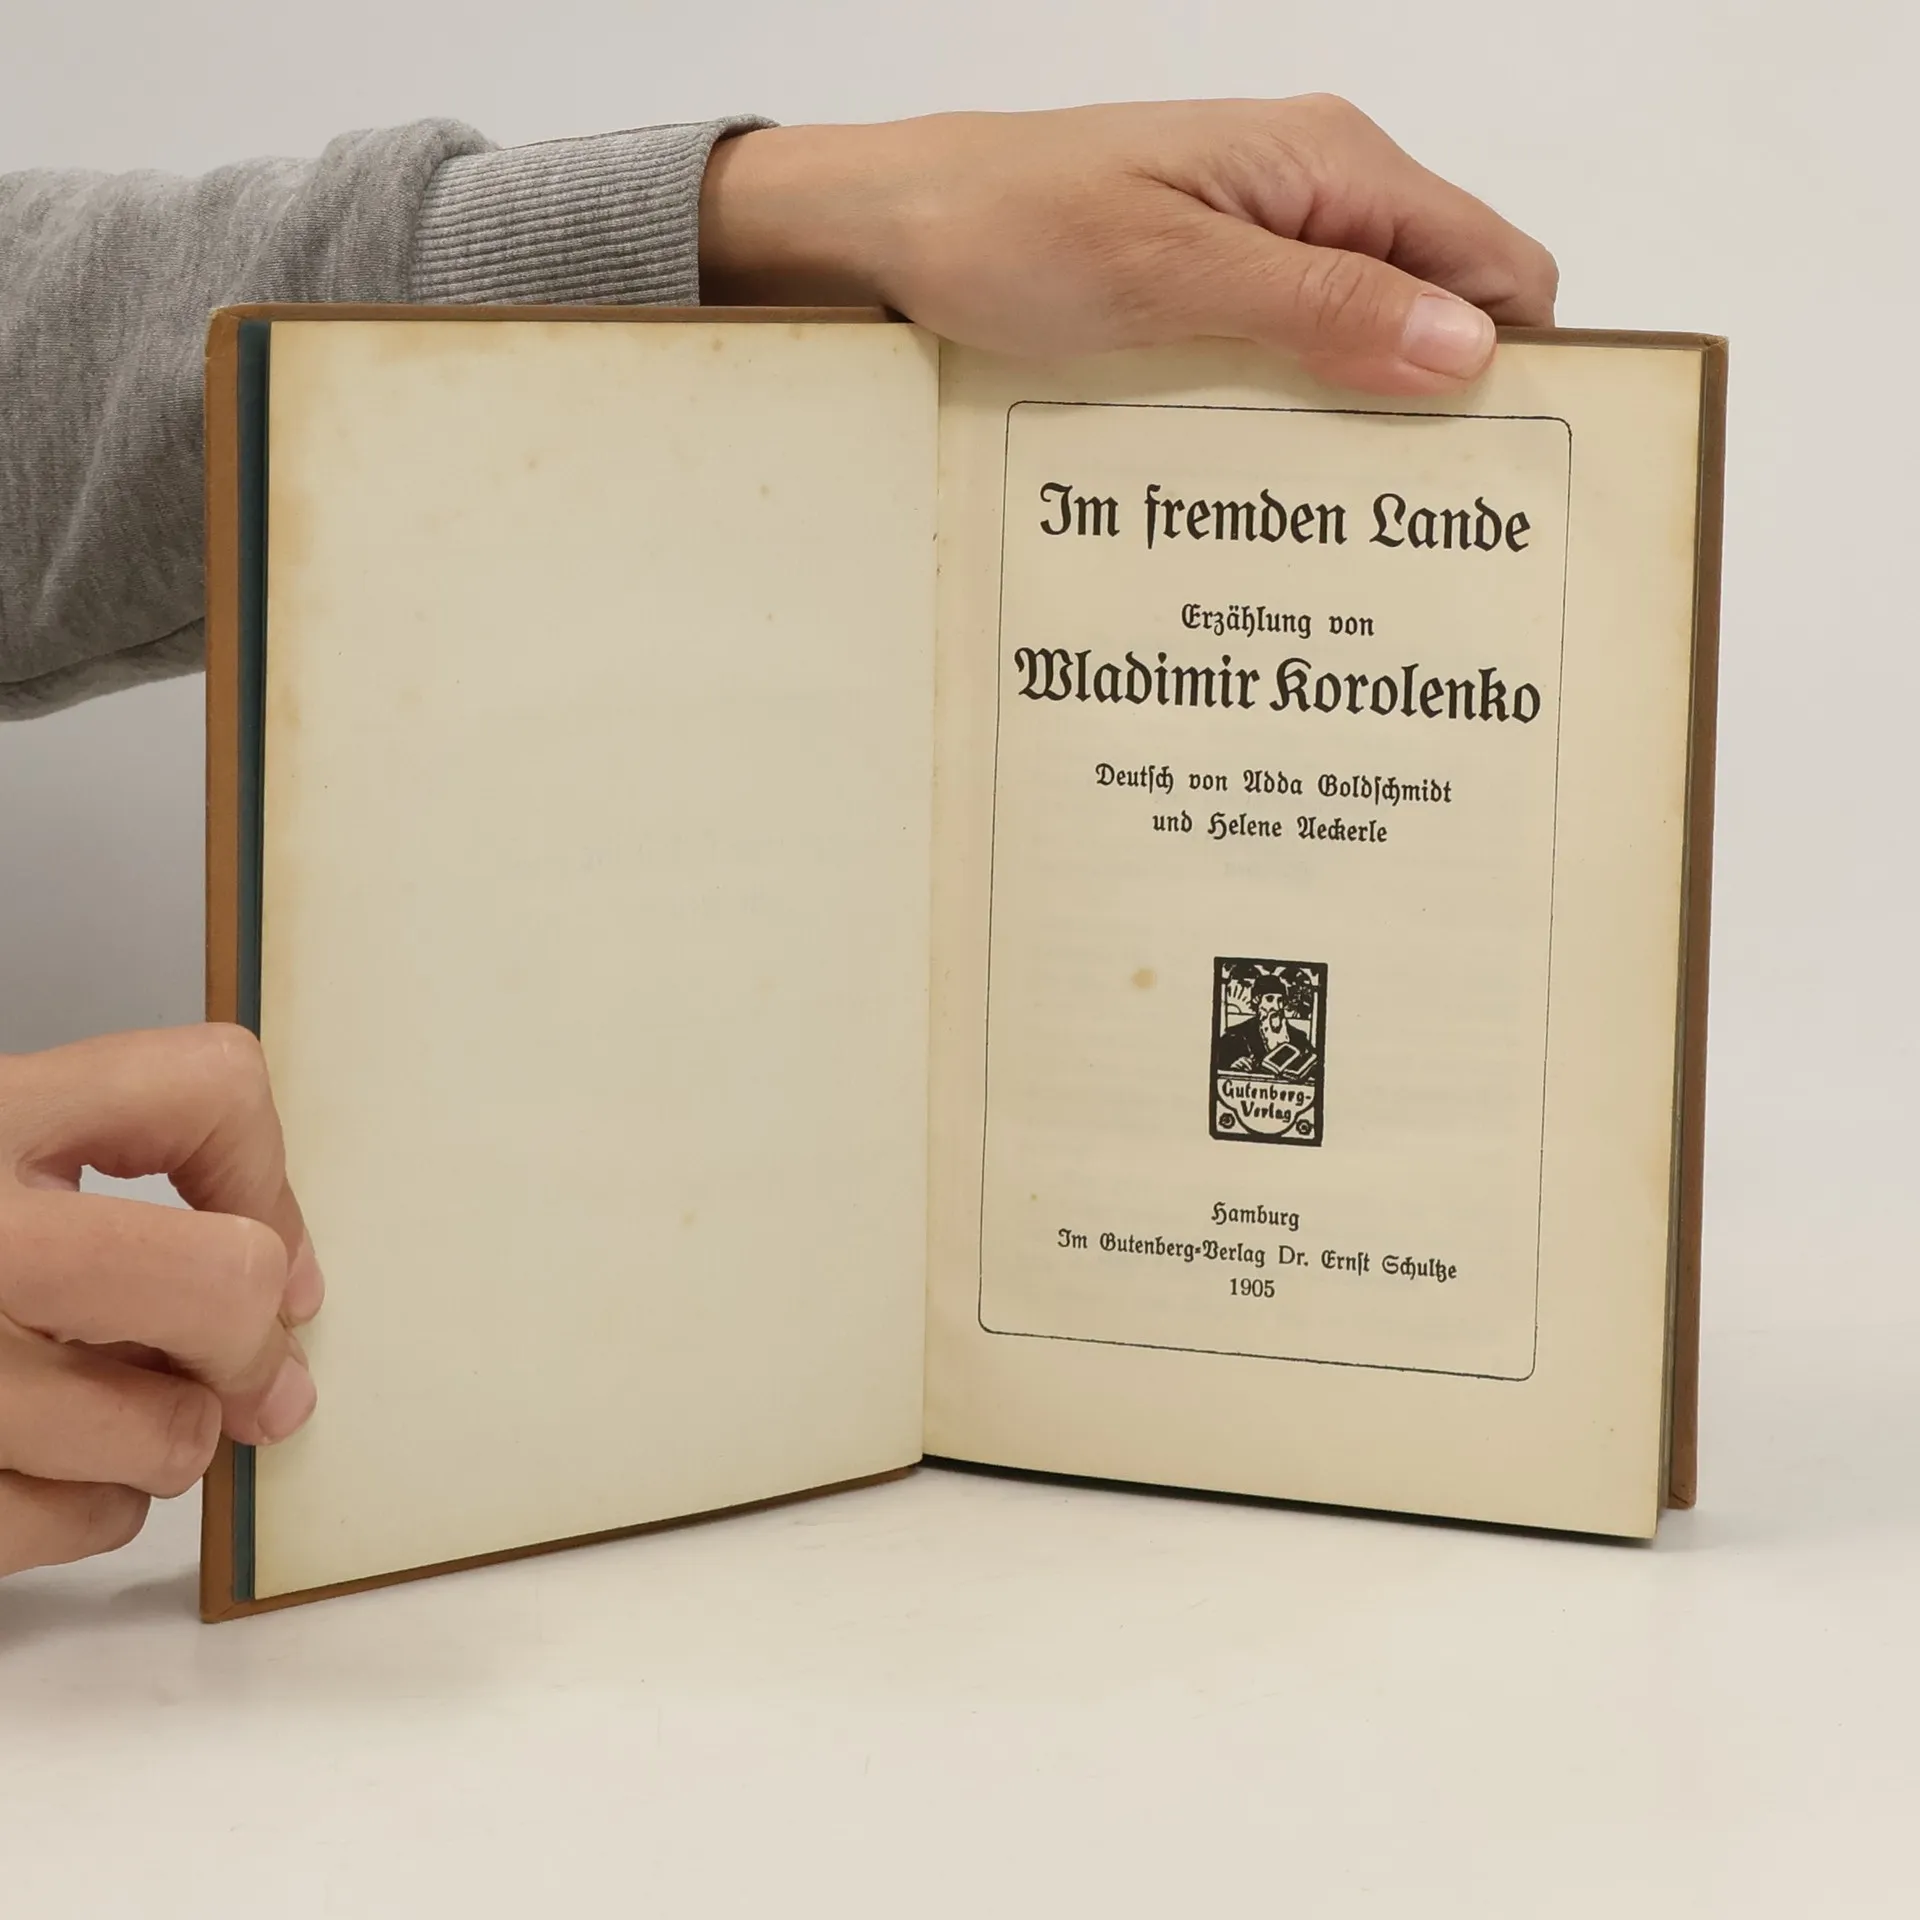 Im fremden Lande
Erzählung von
Wladimir Korolenko
Deutſch von Adda Goldſchmidt
und Helene Aeckerle
Gutenberg-
Verlag
Hamburg
Im Gutenberg-Verlag Dr. Ernſt Schultze
1905